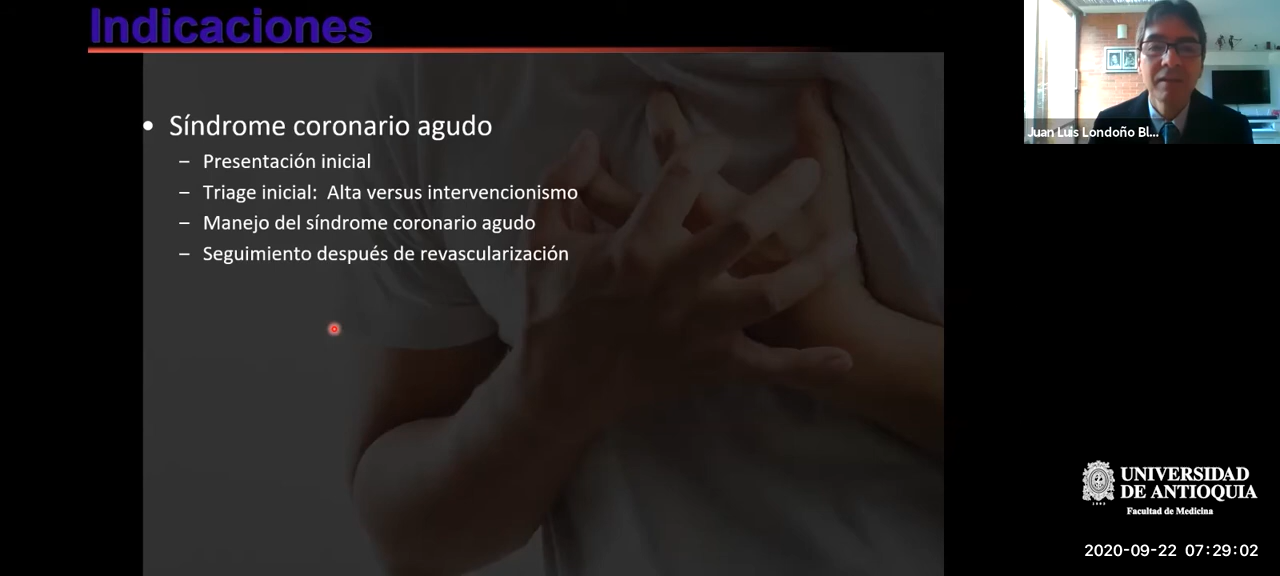 Indicaciones
• Síndrome coronario agudo
– Presentación inicial
– Triage inicial: Alta versus intervencionismo
– Manejo del síndrome coronario agudo
– Seguimiento después de revascularización
Juan Luis Londoño Bl...
UNIVERSIDAD
DE ANTIOQUIA
Facultad de Medicina
2020-09-22 07:29:02